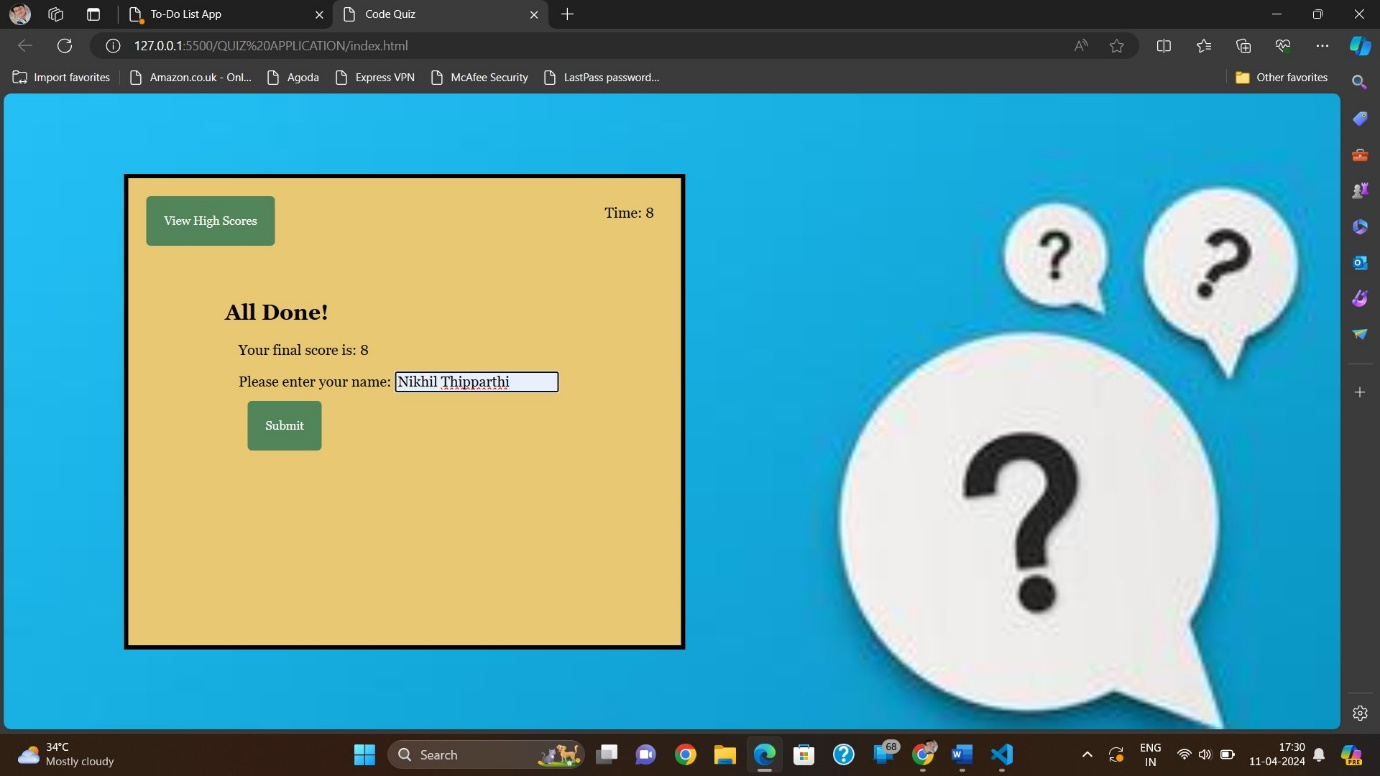 To-Do List App
Code Quiz
127.0.0.1:5500/QUIZ%20APPLICATION/index.html
Import favorites
Amazon.co.uk - Onl...
Agoda
Express VPN
McAfee Security
LastPass password...
Other favorites
View High Scores
Time: 8
All Done!
Your final score is: 8
Please enter your name: Nikhil Thipparthi
Submit
? ?
?
34°C
Mostly cloudy
Search
68
ENG
IN
17:30
11-04-2024
PRE